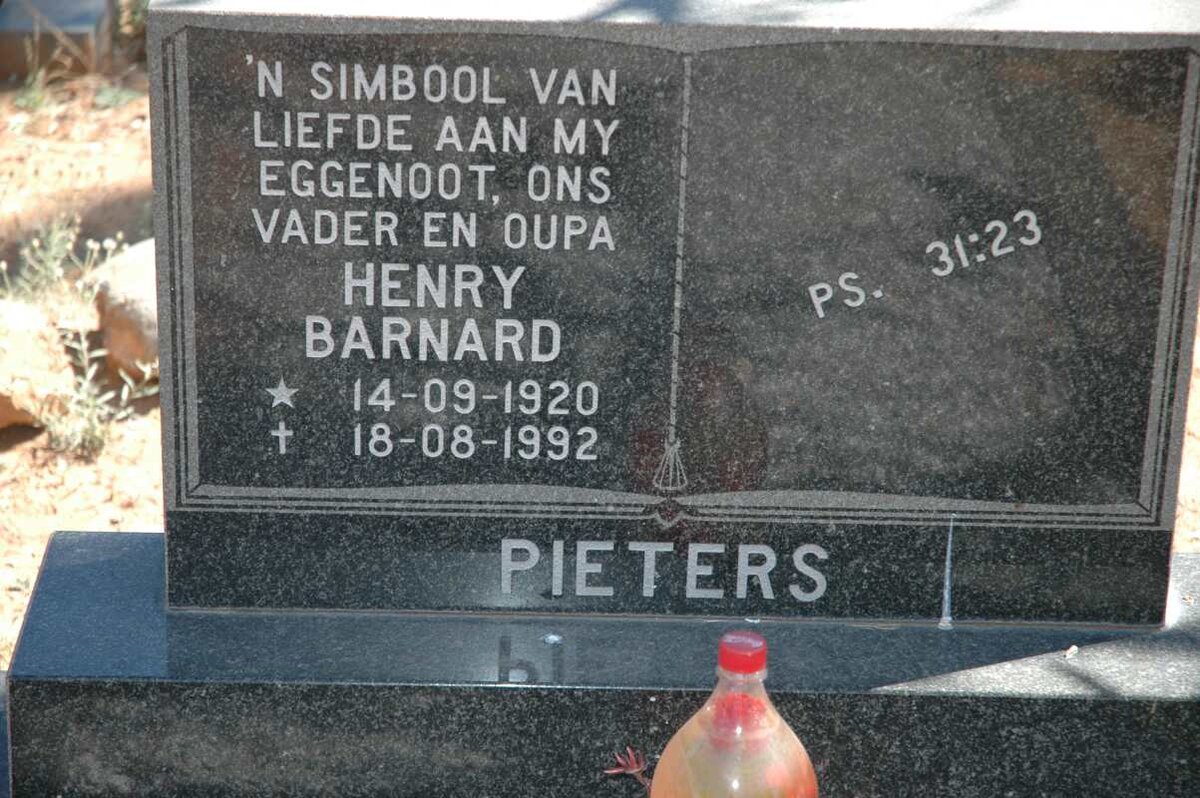 'N SIMBOOL VAN
LIEFDE AAN MY
EGGENOOT, ONS
VADER EN OUPA
HENRY
BARNARD
★ 14-09-1920
✝ 18-08-1992
PS. 31:23
PIETERS